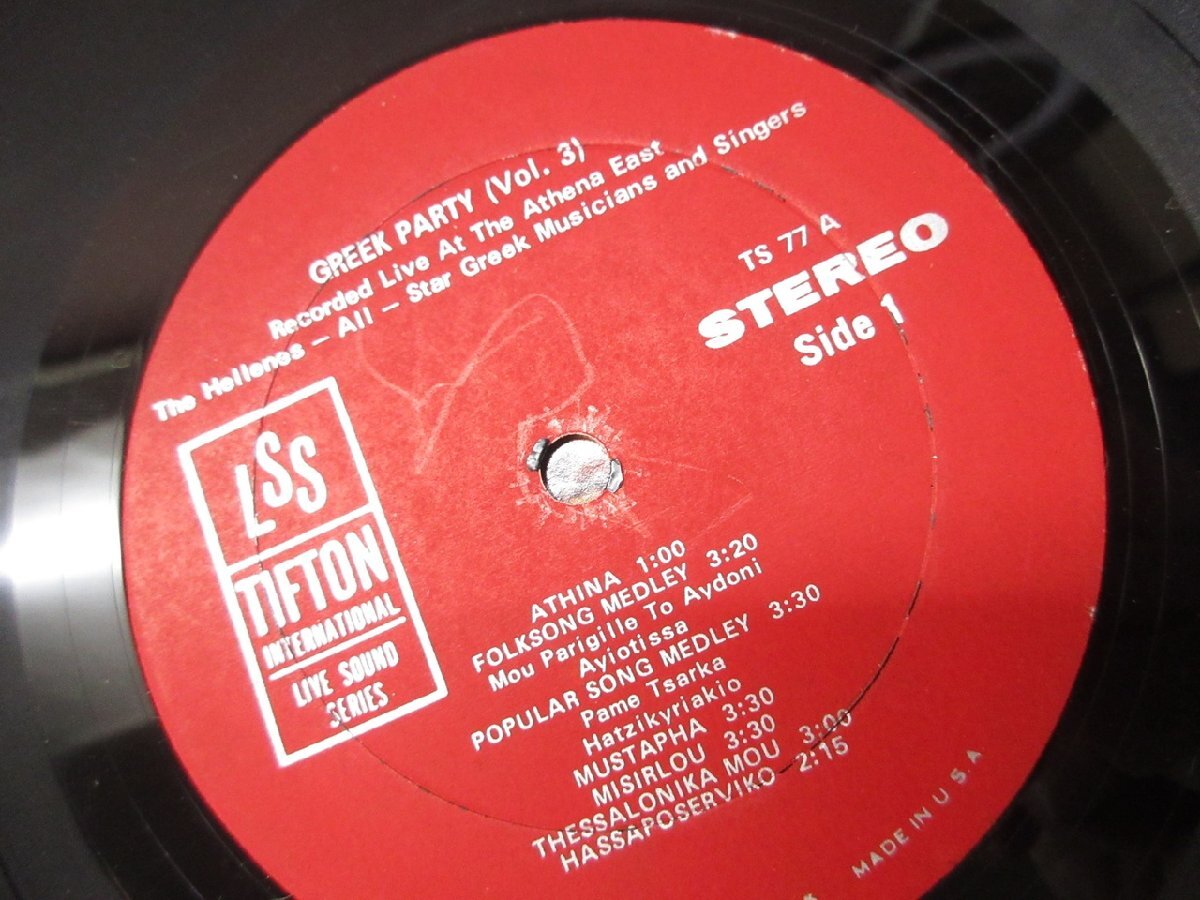 GREEK PARTY (Vol. 3)
Recorded Live At The Athena East
The Hellenes - All - Star Greek Musicians and Singers
TS 77 A
STEREO
Side 1
LSS
TIFTON
INTERNATIONAL
LIVE SOUND
SERIES
ATHINA 1:00
FOLKSONG MEDLEY 3:20
Mou Parigille To Aydoni
Ayiotissa
POPULAR SONG MEDLEY 3:30
Pame Tsarka
Hatzikyriakio
MUSTAPHA 3:30
MISIRLOU 3:30
THESSALONIKA MOU 3:00
HASSAPOSERVIKO 2:15
MADE IN U.S.A